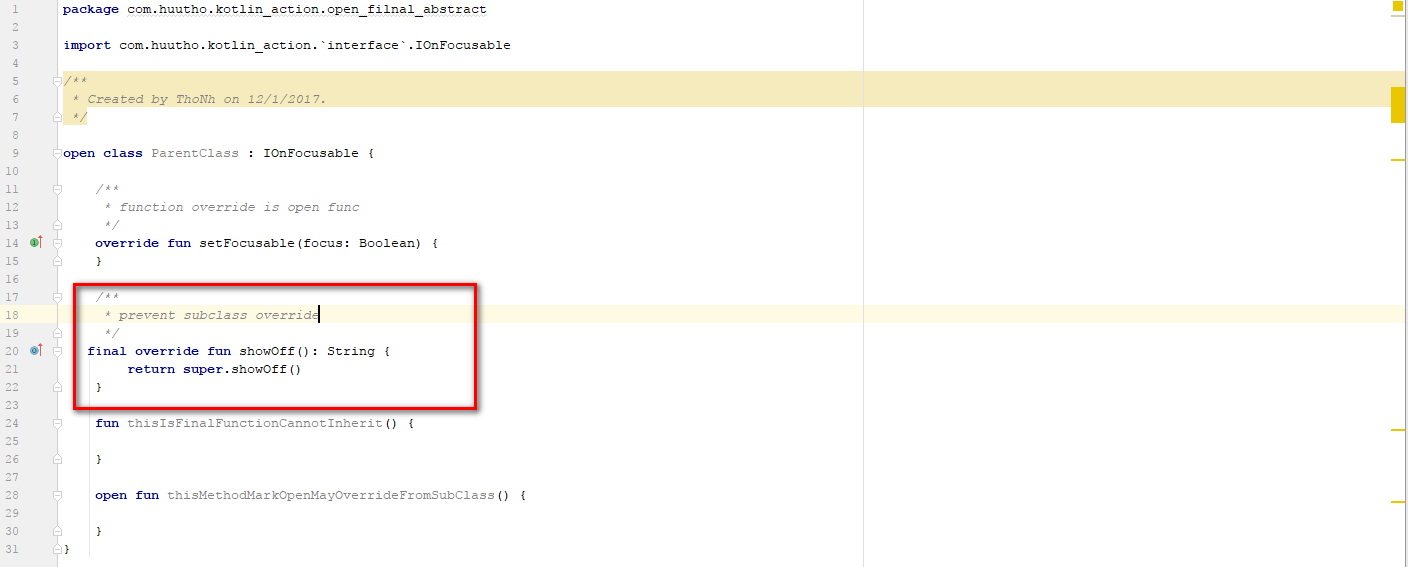 1 package com.huutho.kotlin_action.open_filnal_abstract
2
3 import com.huutho.kotlin_action.`interface`.IOnFocusable
4
5 /**
6  * Created by ThoNh on 12/1/2017.
7  */
8
9 open class ParentClass : IOnFocusable {
10
11     /**
12      * function override is open func
13      */
14     override fun setFocusable(focus: Boolean) {
15     }
16
17     /**
18      * prevent subclass override
19      */
20    final override fun showOff(): String {
21         return super.showOff()
22     }
23
24     fun thisIsFinalFunctionCannotInherit() {
25
26     }
27
28     open fun thisMethodMarkOpenMayOverrideFromSubClass() {
29
30     }
31 }